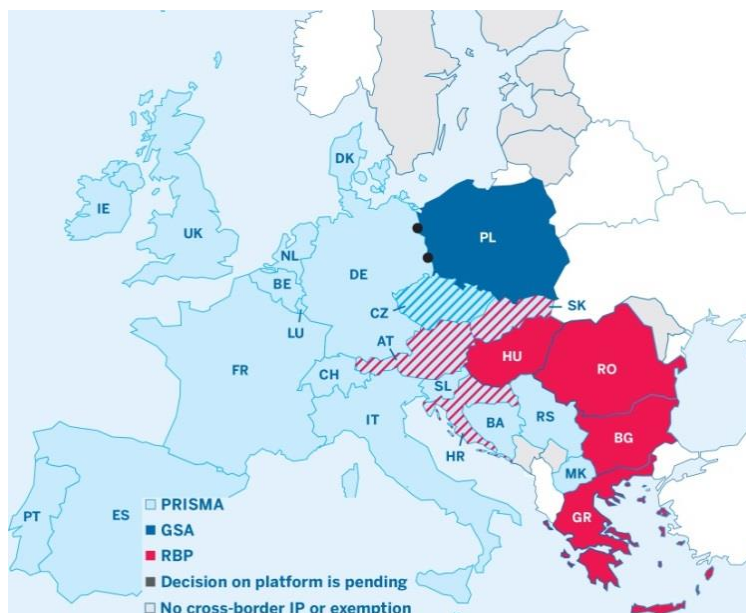 DK
IE
UK
PL
NL
DE
BE
CZ
SK
LU
AT
HU
FR
RO
CH
SL
BA
RS
IT
BG
HR
MK
PT
ES
GR
PRISMA
GSA
RBP
Decision on platform is pending
No cross-border IP or exemption